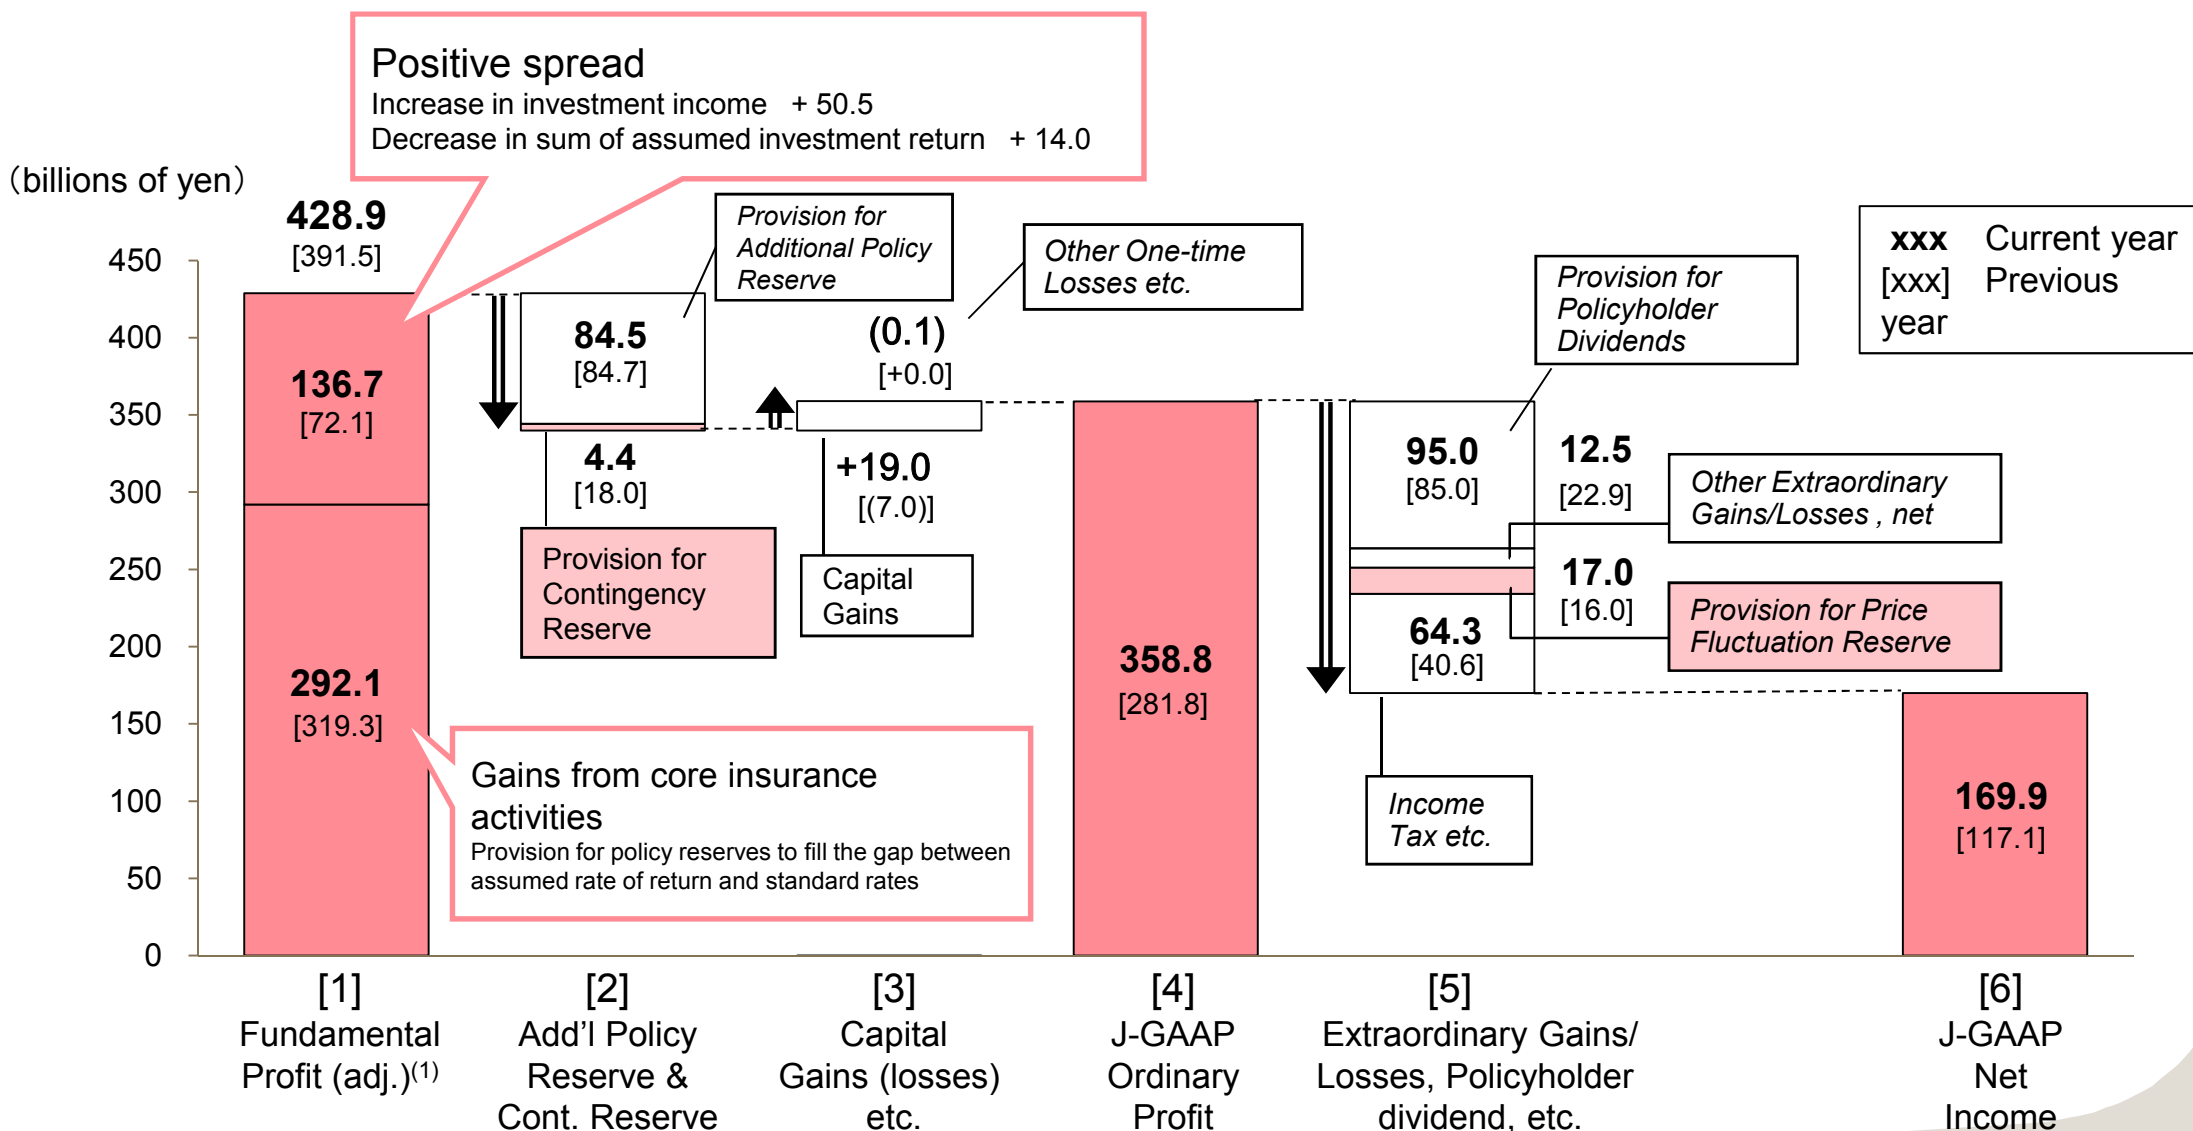 Positive spread
Increase in investment income + 50.5
Decrease in sum of assumed investment return + 14.0
（billions of yen）
428.9
[391.5]
450
400
350
300
250
200
150
100
50
0
136.7
[72.1]
292.1
[319.3]
Gains from core insurance
activities
Provision for policy reserves to fill the gap between
assumed rate of return and standard rates
Provision for
Additional Policy
Reserve
84.5
[84.7]
4.4
[18.0]
Provision for
Contingency
Reserve
Other One-time
Losses etc.
(0.1)
[+0.0]
+19.0
[(7.0)]
Capital
Gains
358.8
[281.8]
Provision for
Policyholder
Dividends
95.0
[85.0]
12.5
[22.9]
Other Extraordinary
Gains/Losses , net
17.0
[16.0]
Provision for Price
Fluctuation Reserve
64.3
[40.6]
Income
Tax etc.
xxx Current year
[xxx] Previous
year
169.9
[117.1]
[1]
Fundamental
Profit (adj.)(1)
[2]
Add’l Policy
Reserve &
Cont. Reserve
[3]
Capital
Gains (losses)
etc.
[4]
J-GAAP
Ordinary
Profit
[5]
Extraordinary Gains/
Losses, Policyholder
dividend, etc.
[6]
J-GAAP
Net
Income